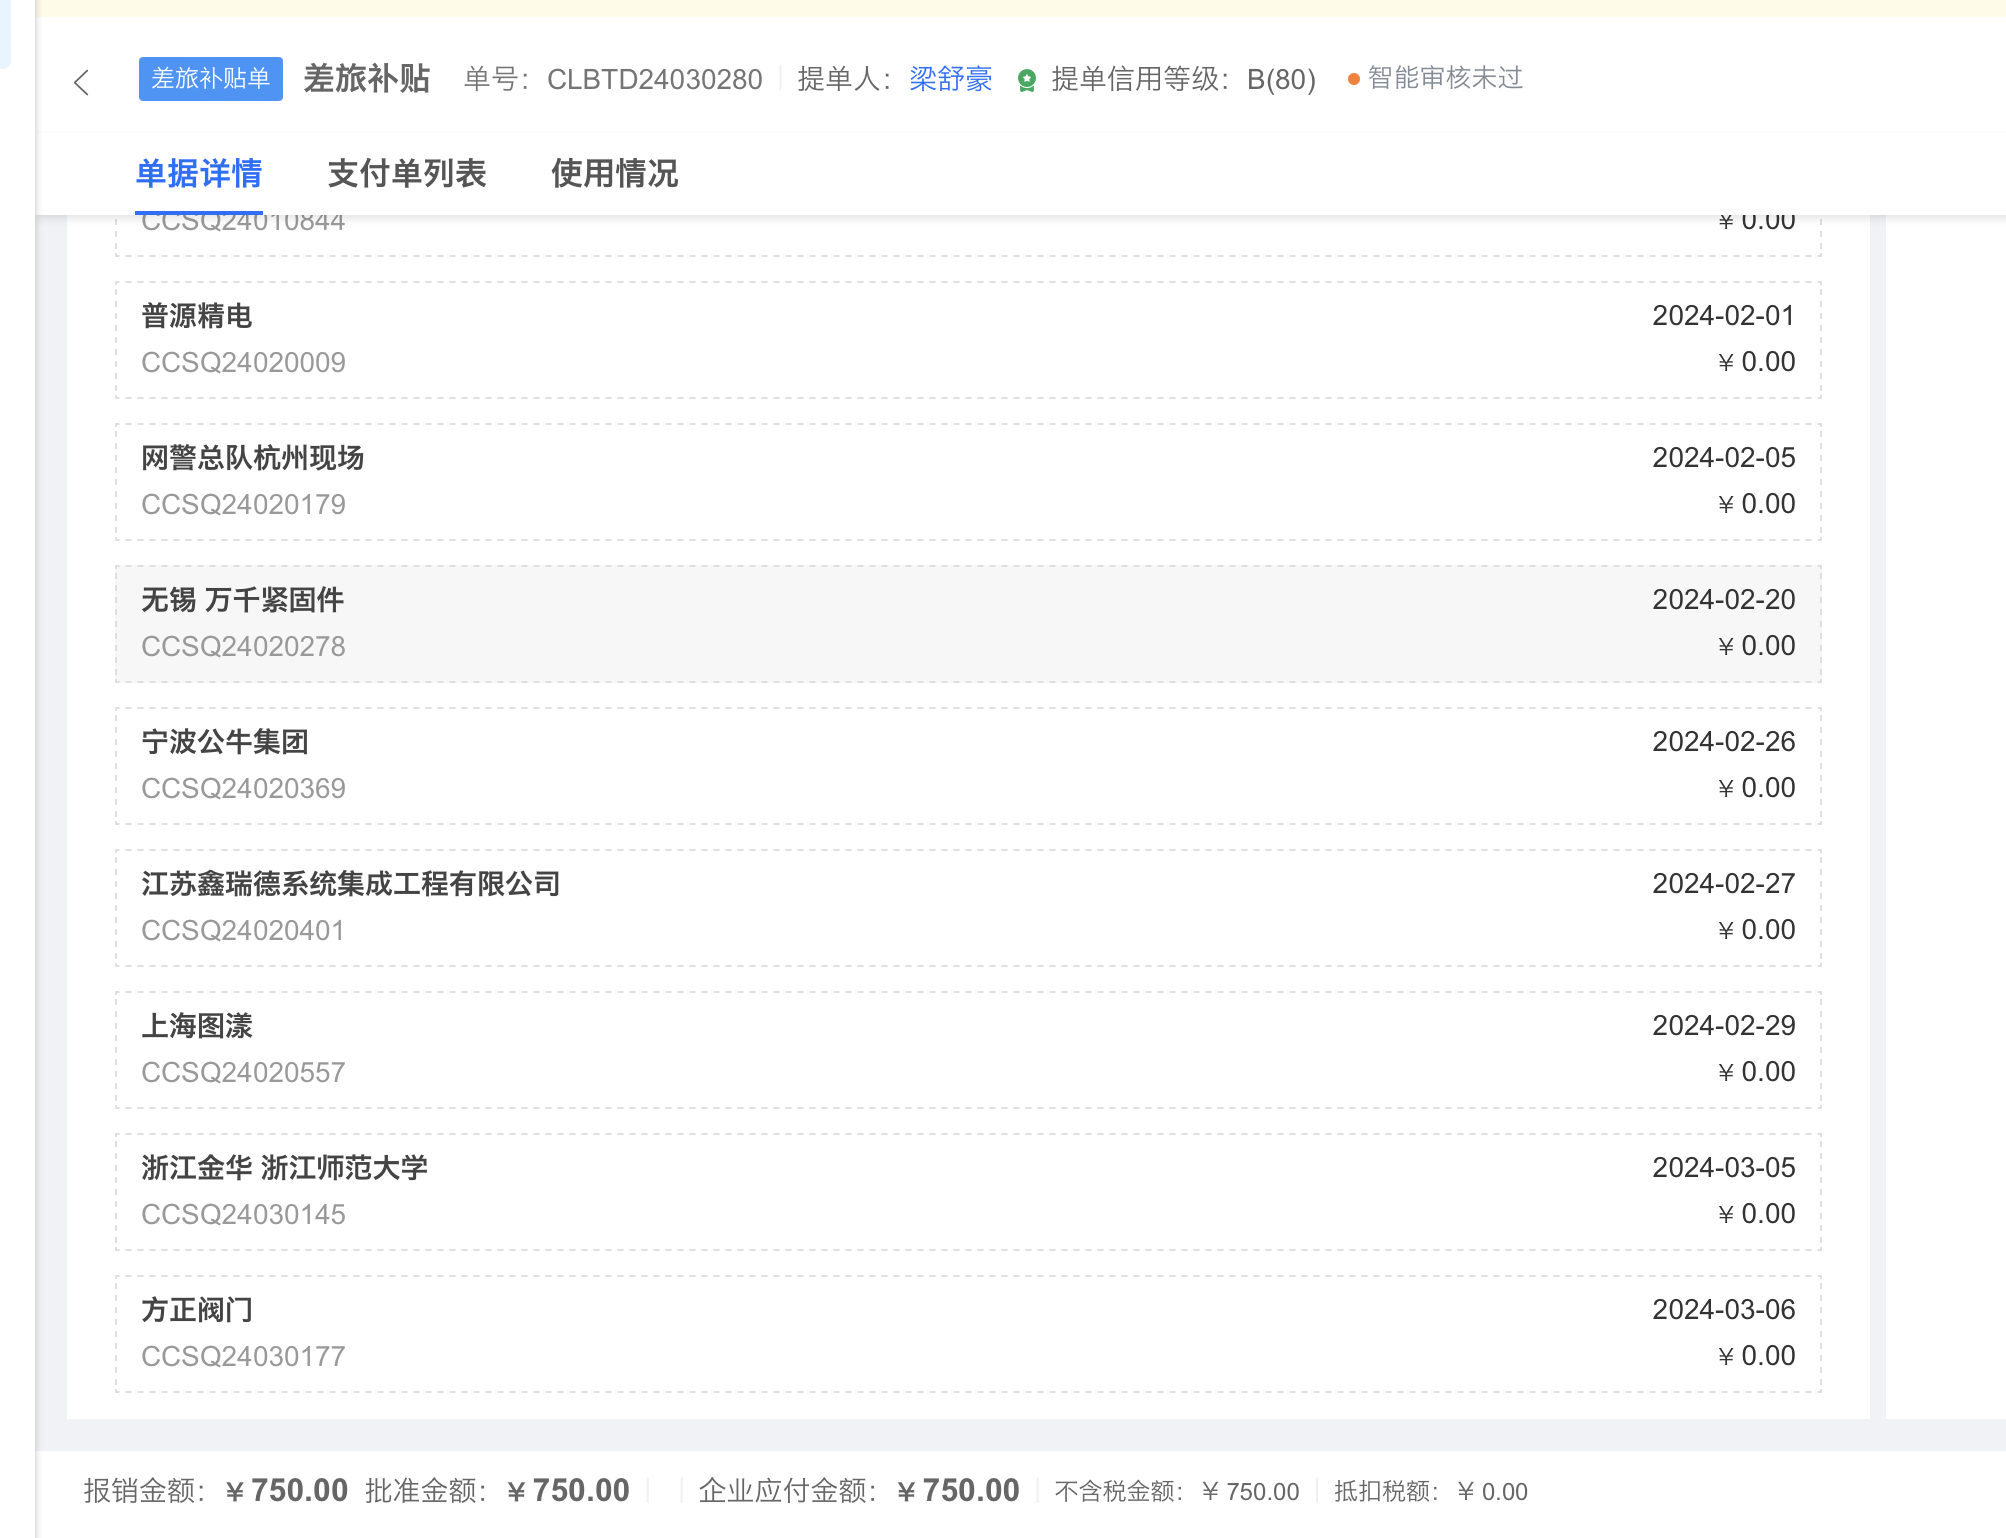 差旅补贴单 差旅补贴 单号: CLBTD24030280 提单人: 梁舒豪 提单信用等级: B(80) 智能审核未过
单据详情 支付单列表 使用情况
CCSQ24010844 ¥ 0.00
普源精电 2024-02-01
CCSQ24020009 ¥ 0.00
网警总队杭州现场 2024-02-05
CCSQ24020179 ¥ 0.00
无锡 万千紧固件 2024-02-20
CCSQ24020278 ¥ 0.00
宁波公牛集团 2024-02-26
CCSQ24020369 ¥ 0.00
江苏鑫瑞德系统集成工程有限公司 2024-02-27
CCSQ24020401 ¥ 0.00
上海图漾 2024-02-29
CCSQ24020557 ¥ 0.00
浙江金华 浙江师范大学 2024-03-05
CCSQ24030145 ¥ 0.00
方正阀门 2024-03-06
CCSQ24030177 ¥ 0.00
报销金额: ¥ 750.00 批准金额: ¥ 750.00 企业应付金额: ¥ 750.00 不含税金额: ¥ 750.00 抵扣税额: ¥ 0.00